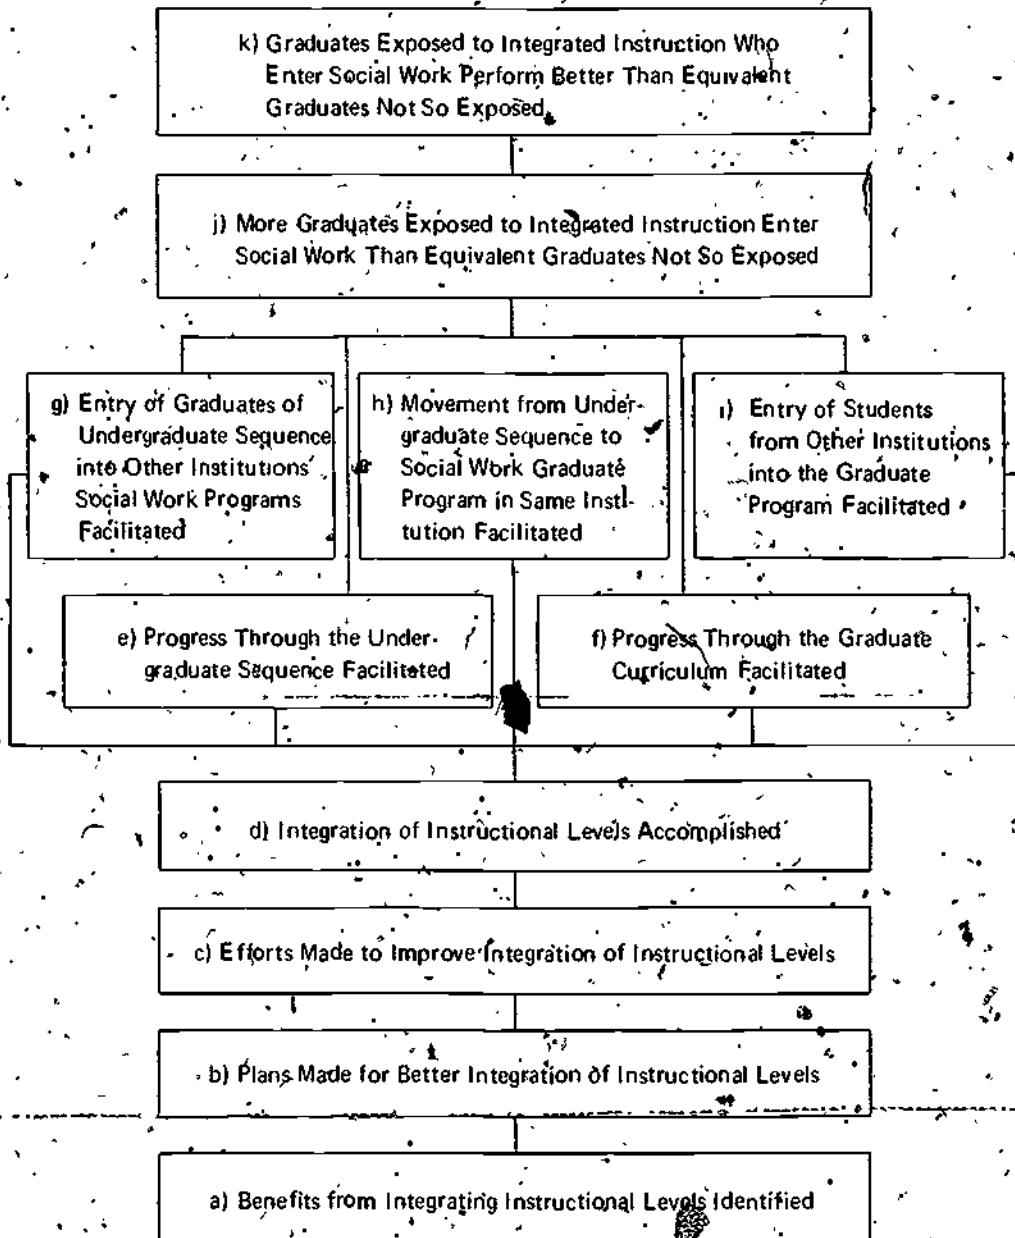 k) Graduates Exposed to Integrated Instruction Who
Enter Social Work Perform Better Than Equivalent
Graduates Not So Exposed
j) More Graduates Exposed to Integrated Instruction Enter
Social Work Than Equivalent Graduates Not So Exposed
g) Entry of Graduates of
Undergraduate Sequence
into Other Institutions'
Social Work Programs
Facilitated
h) Movement from Under-
graduate Sequence to
Social Work Graduate
Program in Same Insti-
tution Facilitated
i) Entry of Students
from Other Institutions
into the Graduate
Program Facilitated
e) Progress Through the Under-
graduate Sequence Facilitated
f) Progress Through the Graduate
Curriculum Facilitated
d) Integration of Instructional Levels Accomplished
c) Efforts Made to Improve Integration of Instructional Levels
b) Plans Made for Better Integration of Instructional Levels
a) Benefits from Integrating Instructional Levels Identified